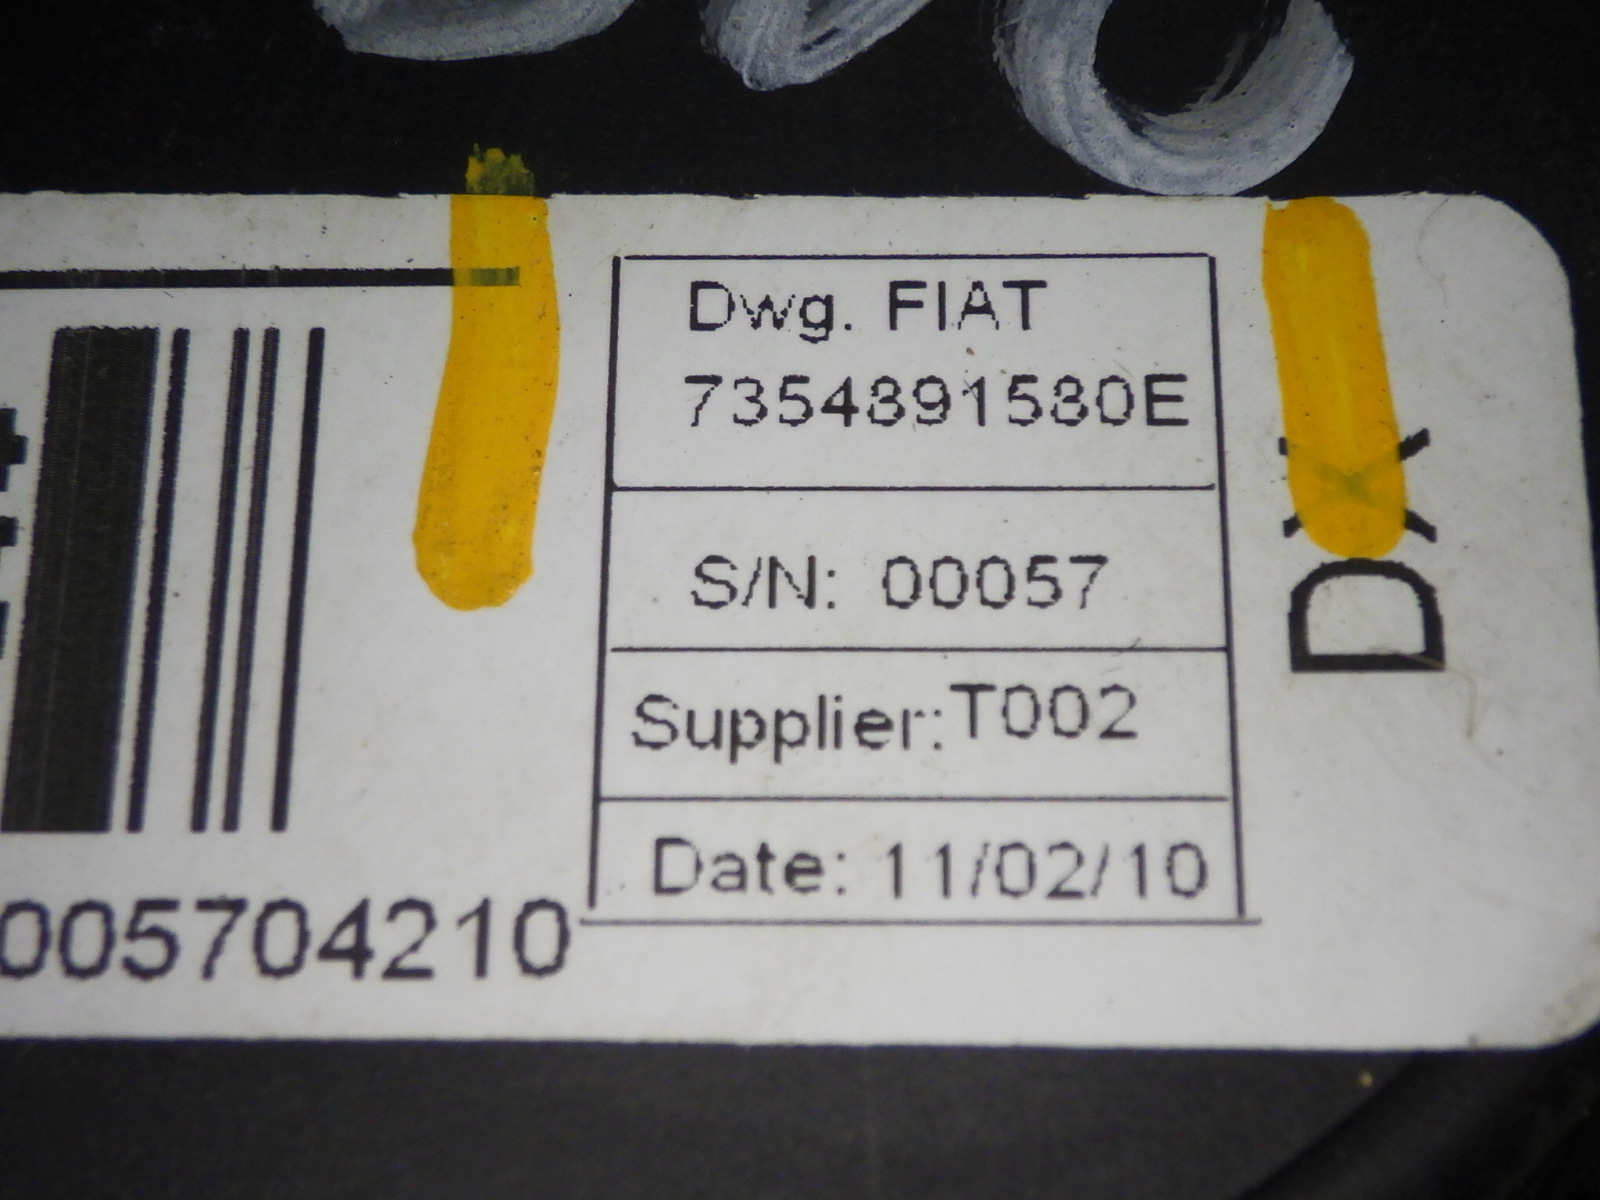 Dwg. FIAT
7354891580E
S/N: 00057
Supplier: T002
Date: 11/02/10
005704210
DX